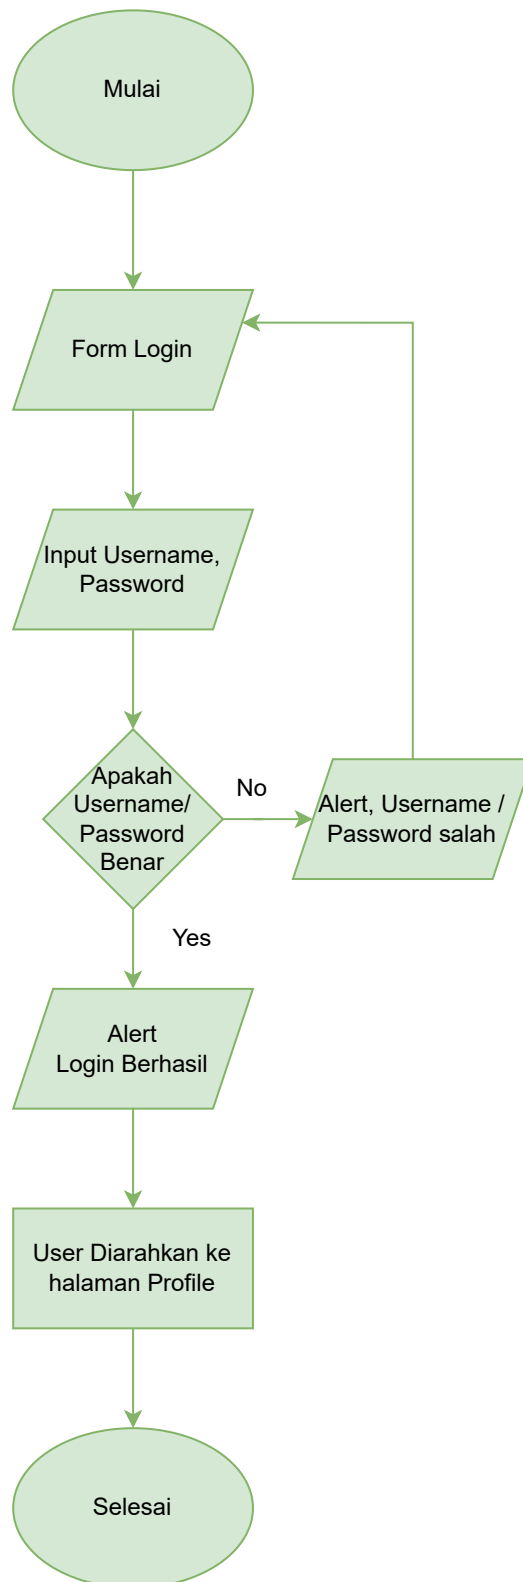 Mulai
Form Login
Input Username,
Password
Apakah
Username/
Password
Benar
No
Alert, Username /
Password salah
Yes
Alert
Login Berhasil
User Diarahkan ke
halaman Profile
Selesai